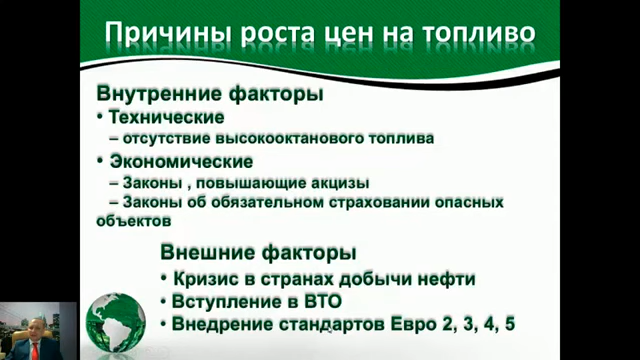 Причины роста цен на топливо
Внутренние факторы
• Технические
– отсутствие высокооктанового топлива
• Экономические
– Законы , повышающие акцизы
– Законы об обязательном страховании опасных
объектов
Внешние факторы
• Кризис в странах добычи нефти
• Вступление в ВТО
• Внедрение стандартов Евро 2, 3, 4, 5